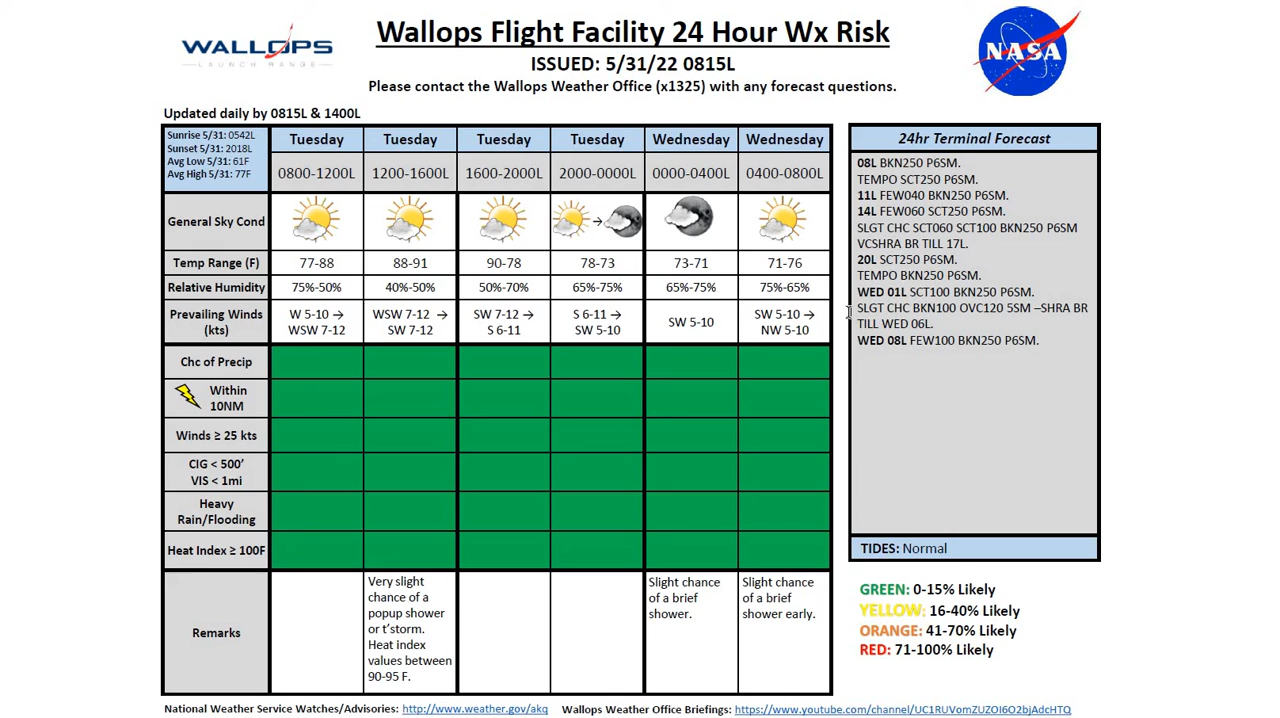 WALLOPS
LAUNCH RANGE
Wallops Flight Facility 24 Hour Wx Risk
ISSUED: 5/31/22 0815L
Please contact the Wallops Weather Office (x1325) with any forecast questions.
NASA
Updated daily by 0815L & 1400L
Sunrise 5/31: 0542L
Sunset 5/31: 2018L
Avg Low 5/31: 61F
Avg High 5/31: 77F
Tuesday Tuesday Tuesday Tuesday Wednesday Wednesday
0800-1200L 1200-1600L 1600-2000L 2000-0000L 0000-0400L 0400-0800L
General Sky Cond →
Temp Range (F) 77-88 88-91 90-78 78-73 73-71 71-76
Relative Humidity 75%-50% 40%-50% 50%-70% 65%-75% 65%-75% 75%-65%
Prevailing Winds (kts)
W 5-10 →
WSW 7-12
WSW 7-12 →
SW 7-12
SW 7-12 →
S 6-11
S 6-11 →
SW 5-10
SW 5-10
SW 5-10 →
NW 5-10
Chc of Precip
Within
10NM
Winds ≥ 25 kts
CIG < 500'
VIS < 1mi
Heavy
Rain/Flooding
Heat Index ≥ 100F
Remarks
Very slight
chance of a
popup shower
or t'storm.
Heat index
values between
90-95 F.
Slight chance
of a brief
shower.
Slight chance
of a brief
shower early.
24hr Terminal Forecast
08L BKN250 P6SM.
TEMPO SCT250 P6SM.
11L FEW040 BKN250 P6SM.
14L FEW060 SCT250 P6SM.
SLGT CHC SCT060 SCT100 BKN250 P6SM
VCSHRA BR TILL 17L.
20L SCT250 P6SM.
TEMPO BKN250 P6SM.
WED 01L SCT100 BKN250 P6SM.
SLGT CHC BKN100 OVC120 5SM –SHRA BR
TILL WED 06L.
WED 08L FEW100 BKN250 P6SM.
TIDES: Normal
GREEN: 0-15% Likely
YELLOW: 16-40% Likely
ORANGE: 41-70% Likely
RED: 71-100% Likely
National Weather Service Watches/Advisories: http://www.weather.gov/akq Wallops Weather Office Briefings: https://www.youtube.com/channel/UC1RUVomZUZOI6O2bjAdcHTQ